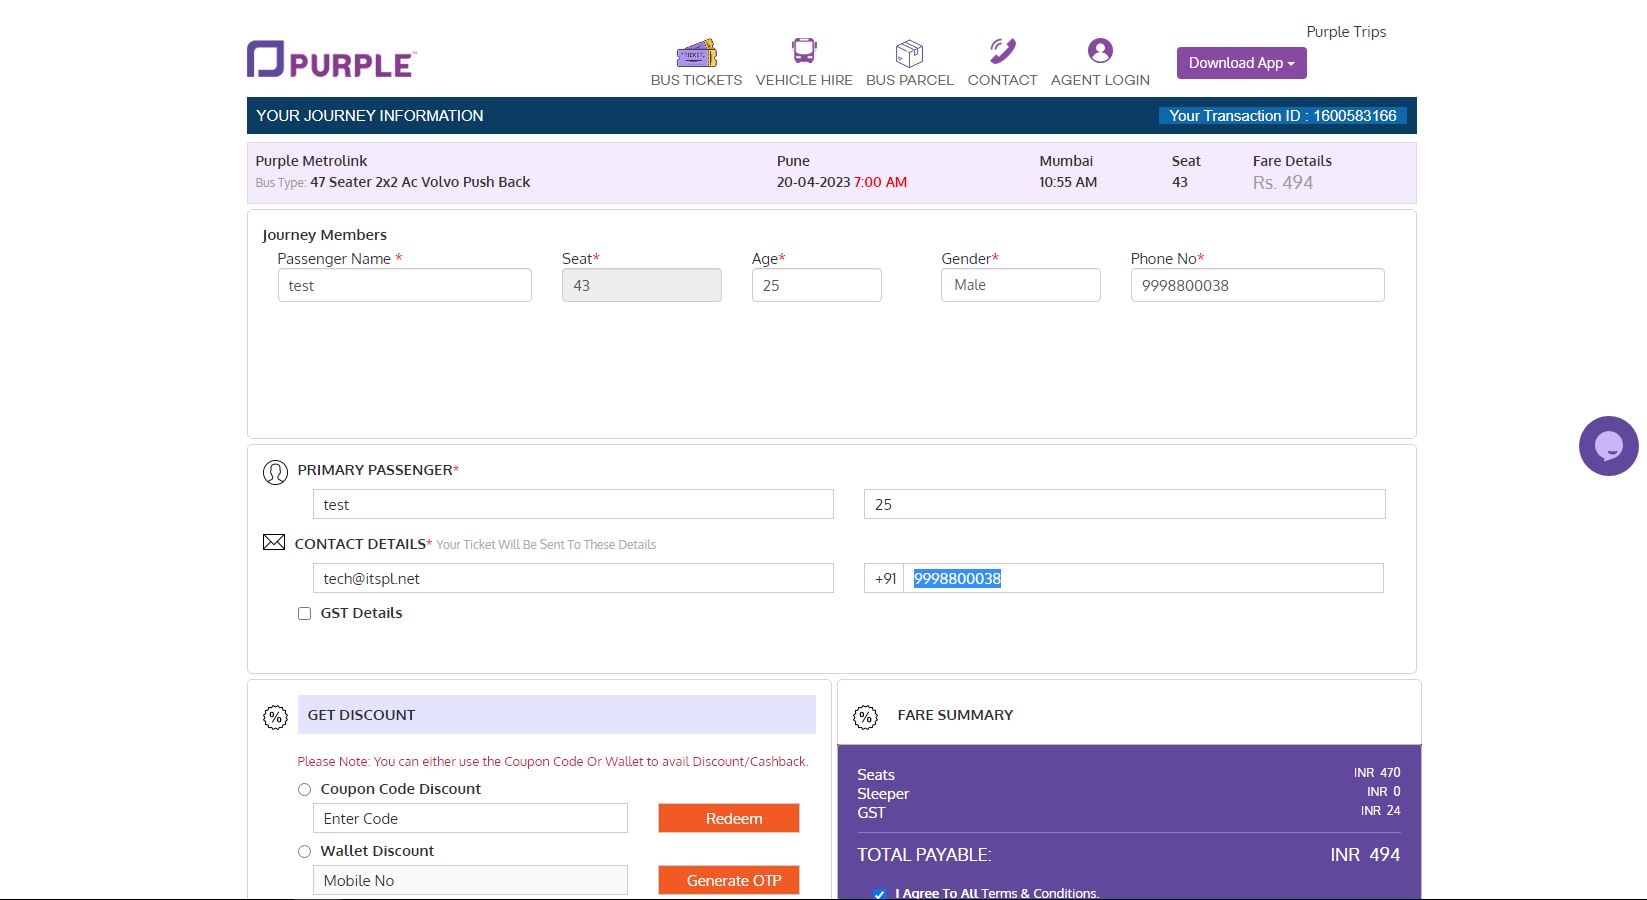 Purple Trips
PURPLE™
TICKET
BUS TICKETS VEHICLE HIRE BUS PARCEL CONTACT AGENT LOGIN
Download App
YOUR JOURNEY INFORMATION Your Transaction ID : 1600583166
Purple Metrolink Pune Mumbai Seat Fare Details
Bus Type: 47 Seater 2x2 Ac Volvo Push Back 20-04-2023 7:00 AM 10:55 AM 43 Rs. 494
Journey Members
Passenger Name * Seat* Age* Gender* Phone No*
test 43 25 Male 9998800038
PRIMARY PASSENGER*
test 25
CONTACT DETAILS* Your Ticket Will Be Sent To These Details
tech@itspl.net +91 9998800038
GST Details
% GET DISCOUNT
Please Note: You can either use the Coupon Code Or Wallet to avail Discount/Cashback.
Coupon Code Discount
Enter Code Redeem
Wallet Discount
Mobile No Generate OTP
% FARE SUMMARY
Seats INR 470
Sleeper INR 0
GST INR 24
TOTAL PAYABLE: INR 494
I Agree To All Terms & Conditions.